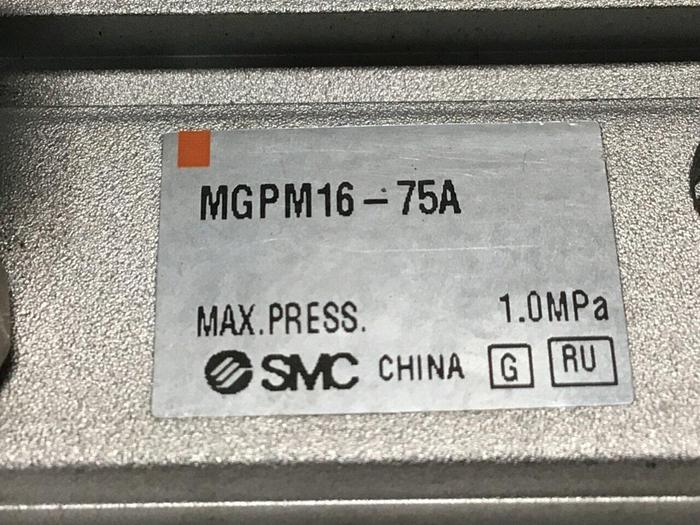 MGPM16-75A
MAX.PRESS. 1.0MPa
SMC CHINA G RU